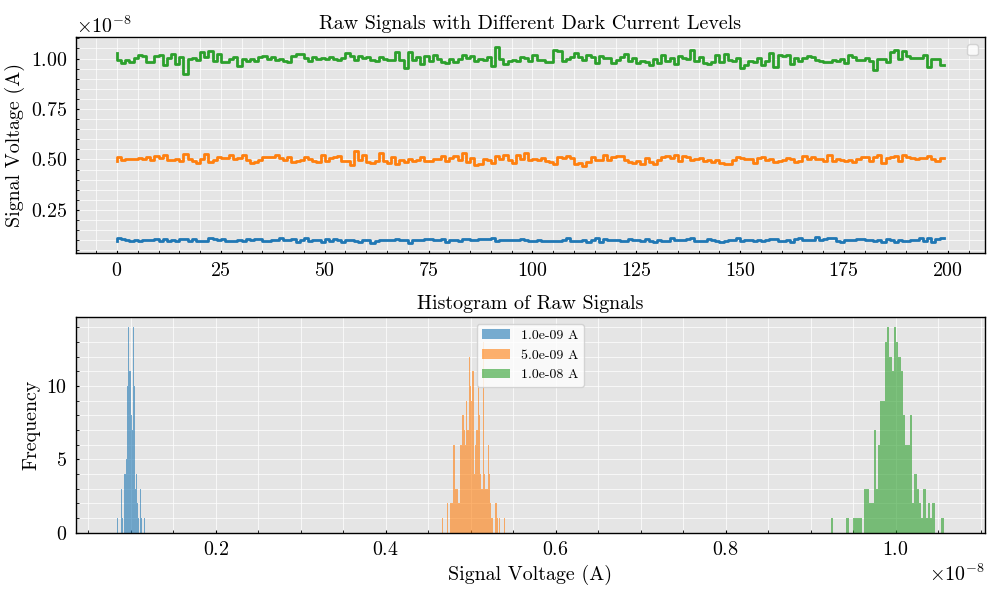 Raw Signals with Different Dark Current Levels
×10⁻⁸
Signal Voltage (A)
1.00
0.75
0.50
0.25
0 25 50 75 100 125 150 175 200
Histogram of Raw Signals
1.0e-09 A
5.0e-09 A
1.0e-08 A
Frequency
10
5
0
0.2 0.4 0.6 0.8 1.0
Signal Voltage (A)
×10⁻⁸